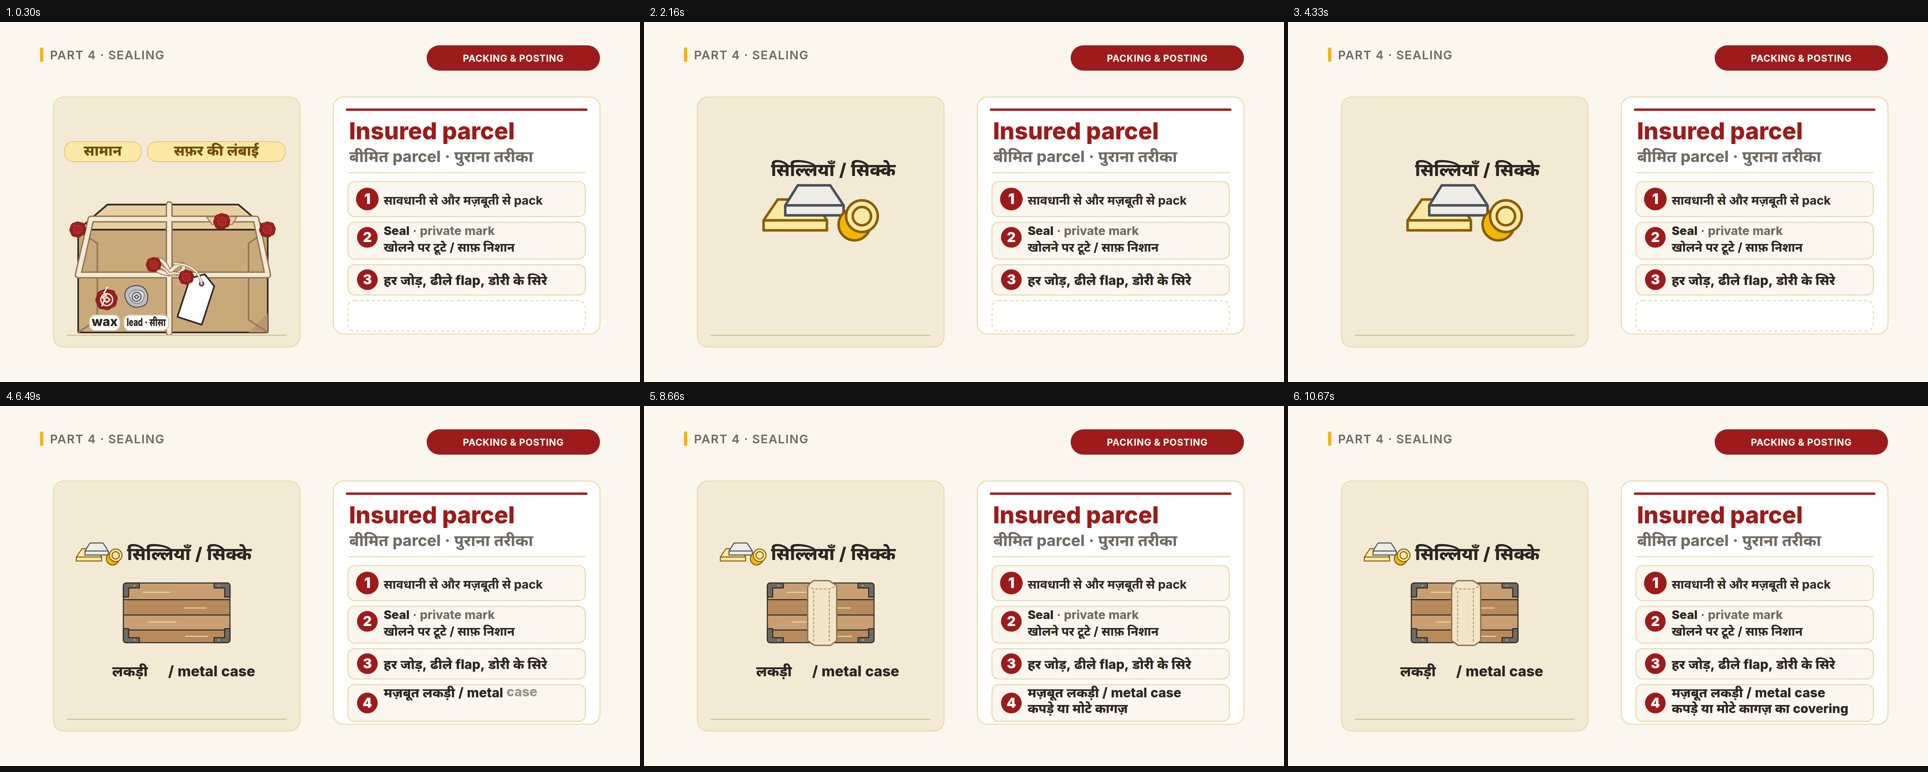 1. 0.30s
PART 4 · SEALING
PACKING & POSTING
सामान
सफ़र की लंबाई
wax
lead · सीसा
Insured parcel
बीमित parcel · पुराना तरीका
1 सावधानी से और मज़बूती से pack
2 Seal · private mark
खोलने पर टूटे / साफ़ निशान
3 हर जोड़, ढीले flap, डोरी के सिरे
2. 2.16s
PART 4 · SEALING
PACKING & POSTING
सिल्लियाँ / सिक्के
Insured parcel
बीमित parcel · पुराना तरीका
1 सावधानी से और मज़बूती से pack
2 Seal · private mark
खोलने पर टूटे / साफ़ निशान
3 हर जोड़, ढीले flap, डोरी के सिरे
3. 4.33s
PART 4 · SEALING
PACKING & POSTING
सिल्लियाँ / सिक्के
Insured parcel
बीमित parcel · पुराना तरीका
1 सावधानी से और मज़बूती से pack
2 Seal · private mark
खोलने पर टूटे / साफ़ निशान
3 हर जोड़, ढीले flap, डोरी के सिरे
4. 6.49s
PART 4 · SEALING
PACKING & POSTING
सिल्लियाँ / सिक्के
लकड़ी / metal case
Insured parcel
बीमित parcel · पुराना तरीका
1 सावधानी से और मज़बूती से pack
2 Seal · private mark
खोलने पर टूटे / साफ़ निशान
3 हर जोड़, ढीले flap, डोरी के सिरे
4 मज़बूत लकड़ी / metal case
5. 8.66s
PART 4 · SEALING
PACKING & POSTING
सिल्लियाँ / सिक्के
लकड़ी / metal case
Insured parcel
बीमित parcel · पुराना तरीका
1 सावधानी से और मज़बूती से pack
2 Seal · private mark
खोलने पर टूटे / साफ़ निशान
3 हर जोड़, ढीले flap, डोरी के सिरे
4 मज़बूत लकड़ी / metal case
कपड़े या मोटे कागज़
6. 10.67s
PART 4 · SEALING
PACKING & POSTING
सिल्लियाँ / सिक्के
लकड़ी / metal case
Insured parcel
बीमित parcel · पुराना तरीका
1 सावधानी से और मज़बूती से pack
2 Seal · private mark
खोलने पर टूटे / साफ़ निशान
3 हर जोड़, ढीले flap, डोरी के सिरे
4 मज़बूत लकड़ी / metal case
कपड़े या मोटे कागज़ का covering